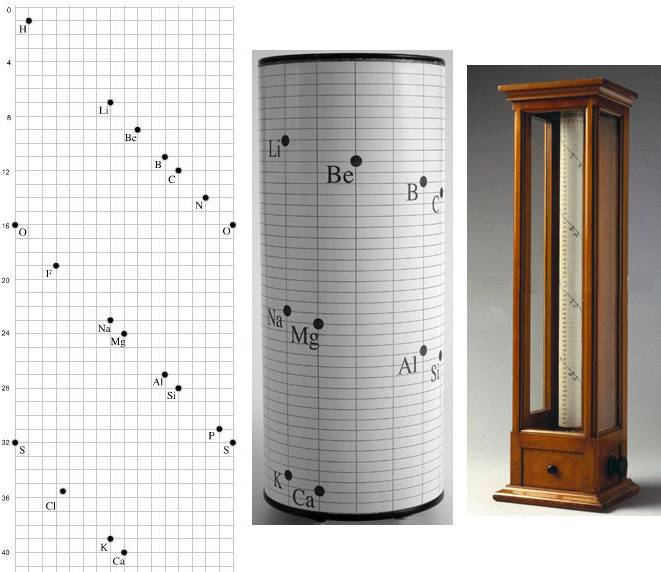 0
H
4
Li
8
Be
B
C
12
N
16
O O
F
20
Na
24
Mg
Al
28
Si
P
32
S S
36
Cl
K
40
Ca
Li
Be
B
C
Na
Mg
Al
Si
K
Ca